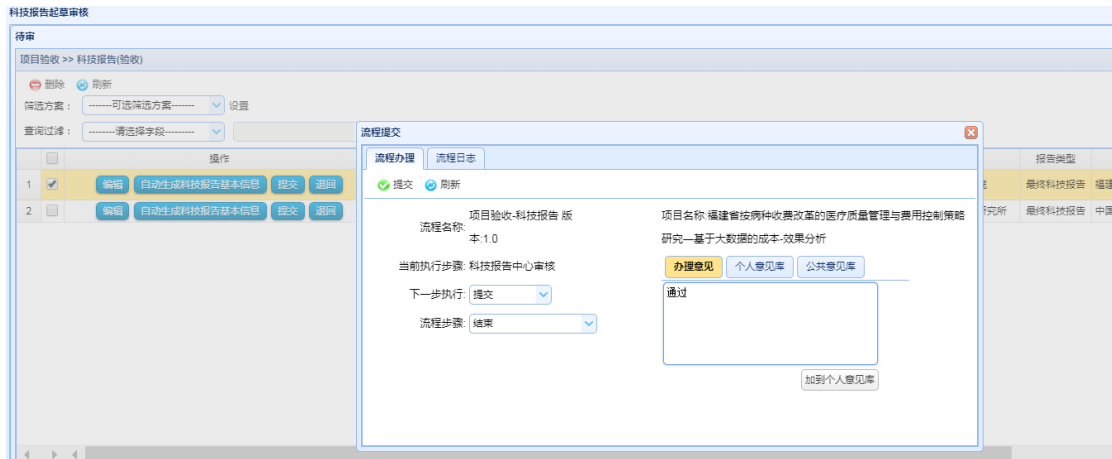 科技报告起草审核
待审
项目验收 >> 科技报告(验收)
删除 刷新
筛选方案： -------可选筛选方案------- 设置
查询过滤： --------请选择字段---------
流程提交
操作 报告类型
流程办理 流程日志
1 编辑 自动生成科技报告基本信息 提交 退回 最终科技报告 福建
提交 刷新
2 编辑 自动生成科技报告基本信息 提交 退回 研究所 最终科技报告 中国
流程名称: 项目验收-科技报告 版本:1.0
项目名称:福建省按病种收费改革的医疗质量管理与费用控制策略
研究—基于大数据的成本-效果分析
当前执行步骤: 科技报告中心审核
办理意见 个人意见库 公共意见库
下一步执行: 提交
通过
流程步骤: 结束
加到个人意见库